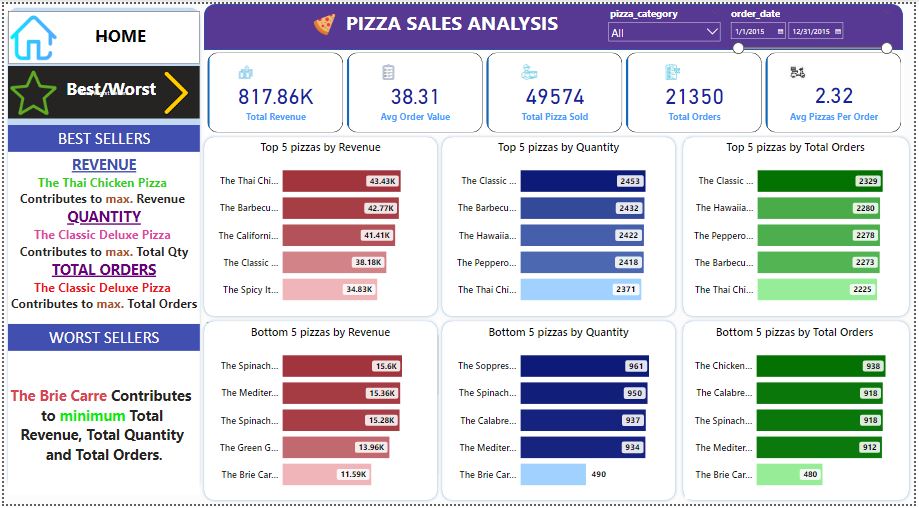 HOME
Best/Worst
BEST SELLERS
REVENUE
The Thai Chicken Pizza
Contributes to max. Revenue
QUANTITY
The Classic Deluxe Pizza
Contributes to max. Total Qty
TOTAL ORDERS
The Classic Deluxe Pizza
Contributes to max. Total Orders
WORST SELLERS
The Brie Carre Contributes
to minimum Total
Revenue, Total Quantity
and Total Orders.
PIZZA SALES ANALYSIS
pizza_category
All
order_date
1/1/2015 12/31/2015
817.86K
Total Revenue
38.31
Avg Order Value
49574
Total Pizza Sold
21350
Total Orders
2.32
Avg Pizzas Per Order
Top 5 pizzas by Revenue
The Thai Chi... 43.43K
The Barbecu... 42.77K
The Californi... 41.41K
The Classic ... 38.18K
The Spicy It... 34.83K
Top 5 pizzas by Quantity
The Classic ... 2453
The Barbecu... 2432
The Hawaiia... 2422
The Peppero... 2418
The Thai Chi... 2371
Top 5 pizzas by Total Orders
The Classic ... 2329
The Hawaiia... 2280
The Peppero... 2278
The Barbecu... 2273
The Thai Chi... 2225
Bottom 5 pizzas by Revenue
The Spinach... 15.6K
The Mediter... 15.36K
The Spinach... 15.28K
The Green G... 13.96K
The Brie Car... 11.59K
Bottom 5 pizzas by Quantity
The Soppres... 961
The Spinach... 950
The Calabre... 937
The Mediter... 934
The Brie Car... 490
Bottom 5 pizzas by Total Orders
The Chicken... 938
The Calabre... 918
The Spinach... 918
The Mediter... 912
The Brie Car... 480